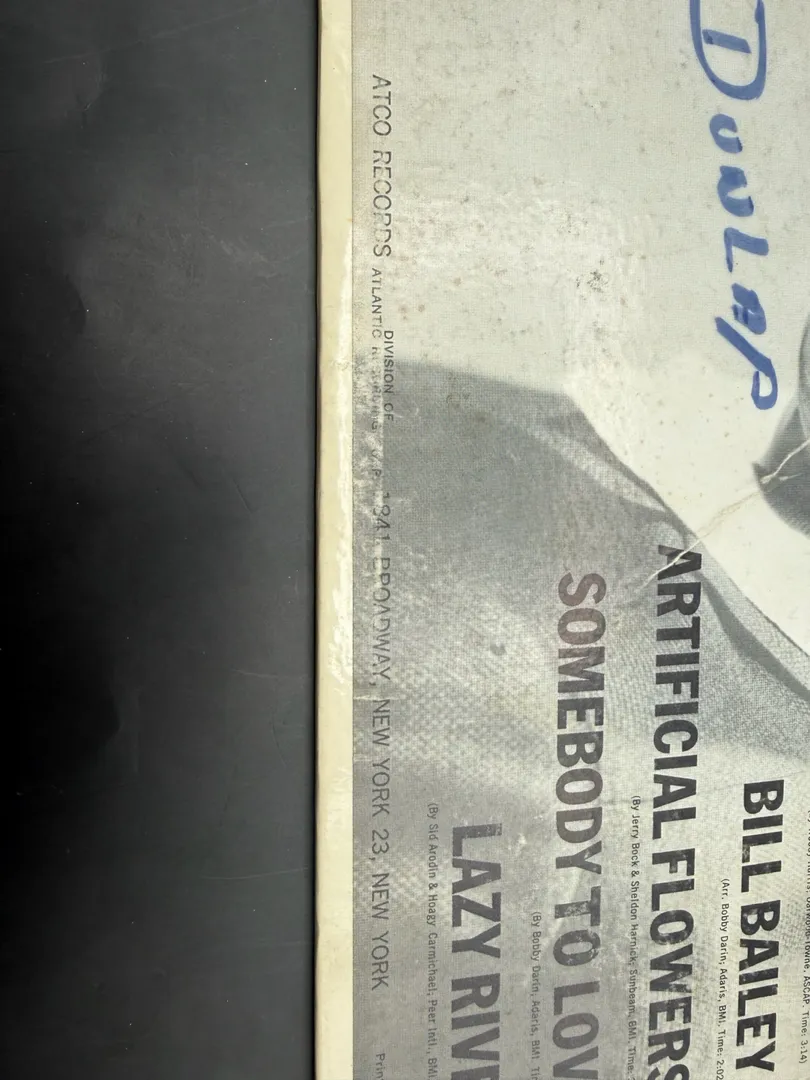 DUNLAP
(Arr. Bobby Darin; Adaris, BMI. Time: 2:02
BILL BAILEY
ARTIFICIAL FLOWERS
(By Jerry Bock & Sheldon Harnick; Sunbeam, BMI. Time:
SOMEBODY TO LOV
(By Bobby Darin; Adaris, BMI. Ti
LAZY RIV
(By Sid Arodin & Hoagy Carmichael; Peer Intl., BMI.
ATCO RECORDS DIVISION OF ATLANTIC 1841 BROADWAY, NEW YORK 23, NEW YORK